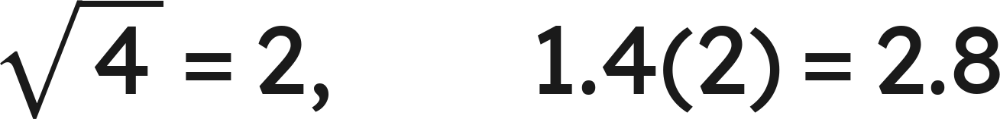 √4 = 2, 1.4(2) = 2.8